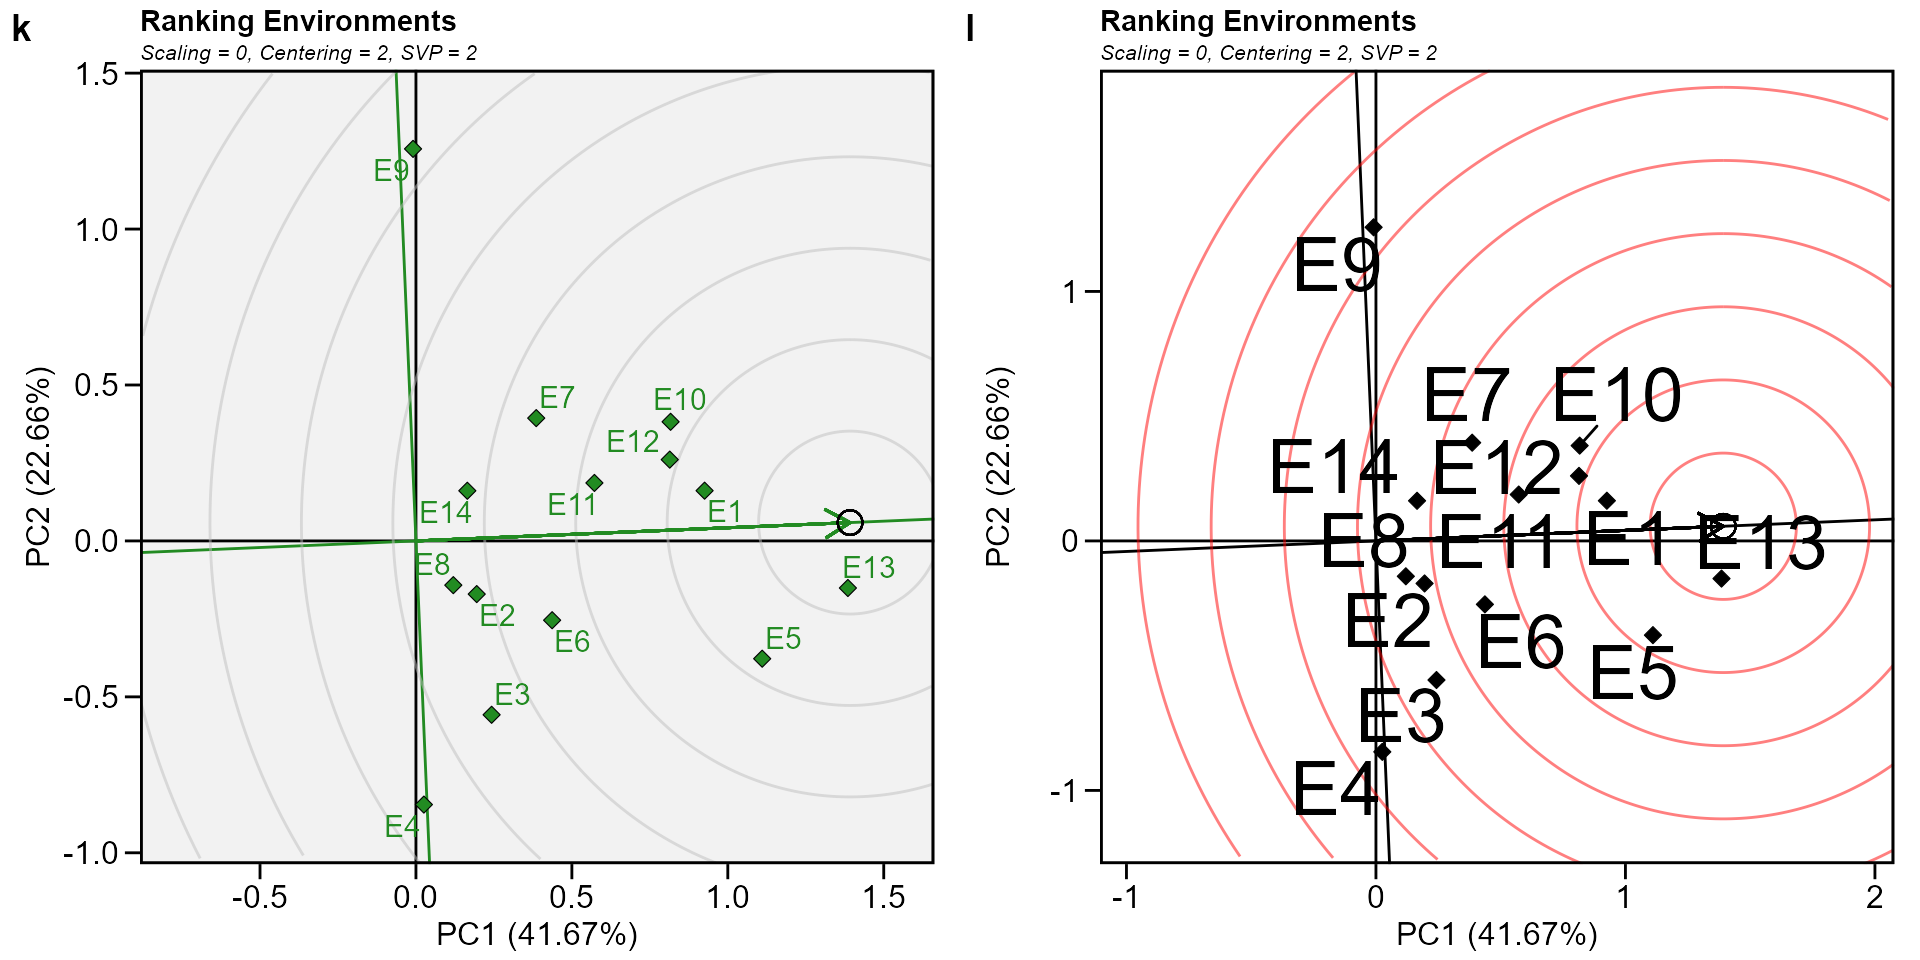 k
Ranking Environments
Scaling = 0, Centering = 2, SVP = 2
1.5
1.0
0.5
0.0
-0.5
-1.0
PC2 (22.66%)
E9
E7
E10
E12
E11
E14
E1
E8
E13
E2
E6
E5
E3
E4
-0.5
0.0
0.5
1.0
1.5
PC1 (41.67%)
l
Ranking Environments
Scaling = 0, Centering = 2, SVP = 2
1
0
-1
PC2 (22.66%)
E9
E7
E10
E14
E12
E8
E11
E1
E13
E2
E6
E5
E3
E4
-1
0
1
2
PC1 (41.67%)